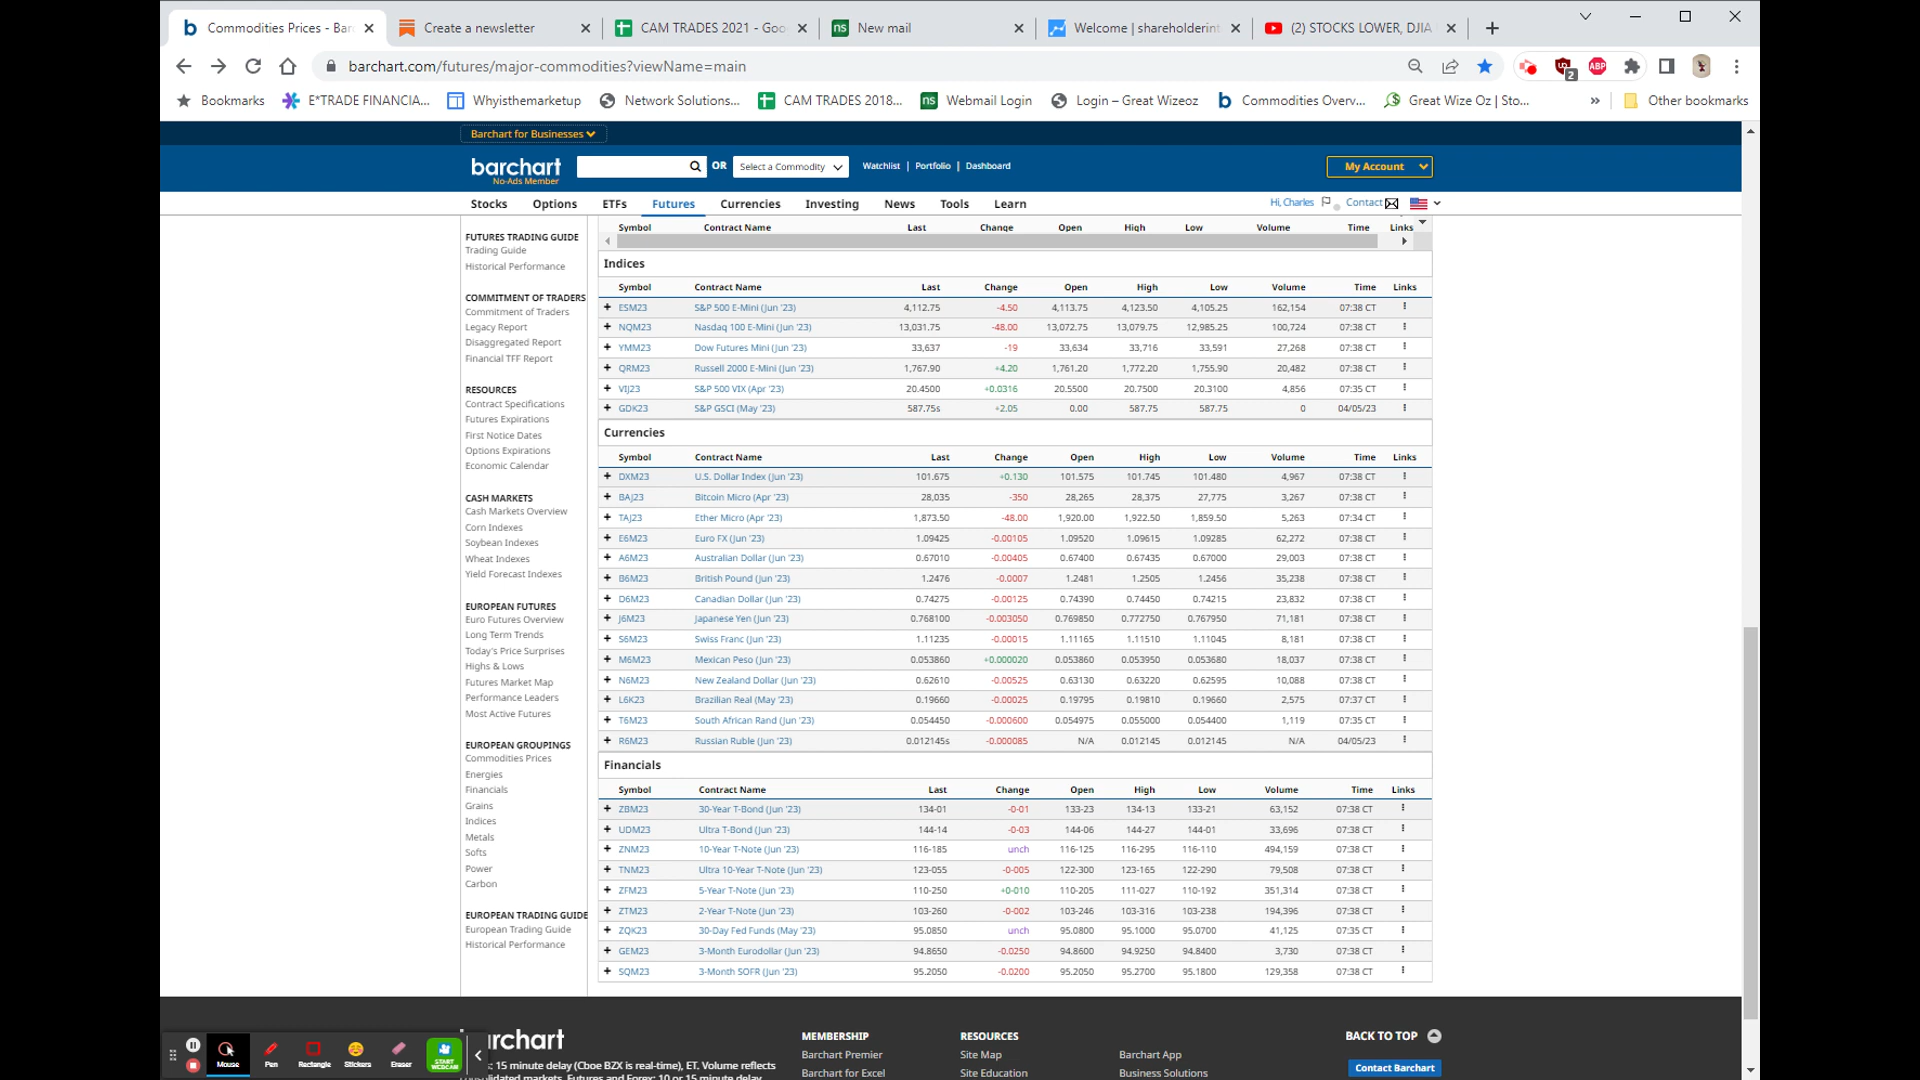 Commodities Prices - Bar
Create a newsletter
CAM TRADES 2021 - Goo
New mail
Welcome | shareholderint
(2) STOCKS LOWER, DJIA
barchart.com/futures/major-commodities?viewName=main
Bookmarks E*TRADE FINANCIA... Whyisthemarketup Network Solutions... CAM TRADES 2018... Webmail Login Login – Great Wizeoz Commodities Overv... Great Wize Oz | Sto... » Other bookmarks
Barchart for Businesses
barchart
No-Ads Member
OR Select a Commodity Watchlist | Portfolio | Dashboard My Account
Stocks Options ETFs Futures Currencies Investing News Tools Learn Hi, Charles Contact
FUTURES TRADING GUIDE
Trading Guide
Historical Performance
COMMITMENT OF TRADERS
Commitment of Traders
Legacy Report
Disaggregated Report
Financial TFF Report
RESOURCES
Contract Specifications
Futures Expirations
First Notice Dates
Options Expirations
Economic Calendar
CASH MARKETS
Cash Markets Overview
Corn Indexes
Soybean Indexes
Wheat Indexes
Yield Forecast Indexes
EUROPEAN FUTURES
Euro Futures Overview
Long Term Trends
Today's Price Surprises
Highs & Lows
Futures Market Map
Performance Leaders
Most Active Futures
EUROPEAN GROUPINGS
Commodities Prices
Energies
Financials
Grains
Indices
Metals
Softs
Power
Carbon
EUROPEAN TRADING GUIDE
European Trading Guide
Historical Performance
Symbol Contract Name Last Change Open High Low Volume Time Links
Indices
Symbol Contract Name Last Change Open High Low Volume Time Links
+ ESM23 S&P 500 E-Mini (Jun '23) 4,112.75 -4.50 4,113.75 4,123.50 4,105.25 162,154 07:38 CT
+ NQM23 Nasdaq 100 E-Mini (Jun '23) 13,031.75 -48.00 13,072.75 13,079.75 12,985.25 100,724 07:38 CT
+ YMM23 Dow Futures Mini (Jun '23) 33,637 -19 33,634 33,716 33,591 27,268 07:38 CT
+ QRM23 Russell 2000 E-Mini (Jun '23) 1,767.90 +4.20 1,761.20 1,772.20 1,755.90 20,482 07:38 CT
+ VIJ23 S&P 500 VIX (Apr '23) 20.4500 +0.0316 20.5500 20.7500 20.3100 4,856 07:35 CT
+ GDK23 S&P GSCI (May '23) 587.75s +2.05 0.00 587.75 587.75 0 04/05/23
Currencies
Symbol Contract Name Last Change Open High Low Volume Time Links
+ DXM23 U.S. Dollar Index (Jun '23) 101.675 +0.130 101.575 101.745 101.480 4,967 07:38 CT
+ BAJ23 Bitcoin Micro (Apr '23) 28,035 -350 28,265 28,375 27,775 3,267 07:38 CT
+ TAJ23 Ether Micro (Apr '23) 1,873.50 -48.00 1,920.00 1,922.50 1,859.50 5,263 07:34 CT
+ E6M23 Euro FX (Jun '23) 1.09425 -0.00105 1.09520 1.09615 1.09285 62,272 07:38 CT
+ A6M23 Australian Dollar (Jun '23) 0.67010 -0.00405 0.67400 0.67435 0.67000 29,003 07:38 CT
+ B6M23 British Pound (Jun '23) 1.2476 -0.0007 1.2481 1.2505 1.2456 35,238 07:38 CT
+ D6M23 Canadian Dollar (Jun '23) 0.74275 -0.00125 0.74390 0.74450 0.74215 23,832 07:38 CT
+ J6M23 Japanese Yen (Jun '23) 0.768100 -0.003050 0.769850 0.772750 0.767950 71,181 07:38 CT
+ S6M23 Swiss Franc (Jun '23) 1.11235 -0.00015 1.11165 1.11510 1.11045 8,181 07:38 CT
+ M6M23 Mexican Peso (Jun '23) 0.053860 +0.000020 0.053860 0.053950 0.053680 18,037 07:38 CT
+ N6M23 New Zealand Dollar (Jun '23) 0.62610 -0.00525 0.63130 0.63220 0.62595 10,088 07:38 CT
+ L6K23 Brazilian Real (May '23) 0.19660 -0.00025 0.19795 0.19810 0.19660 2,575 07:37 CT
+ T6M23 South African Rand (Jun '23) 0.054450 -0.000600 0.054975 0.055000 0.054400 1,119 07:35 CT
+ R6M23 Russian Ruble (Jun '23) 0.012145s -0.000085 N/A 0.012145 0.012145 N/A 04/05/23
Financials
Symbol Contract Name Last Change Open High Low Volume Time Links
+ ZBM23 30-Year T-Bond (Jun '23) 134-01 -0-01 133-23 134-13 133-21 63,152 07:38 CT
+ UDM23 Ultra T-Bond (Jun '23) 144-14 -0-03 144-06 144-27 144-01 33,696 07:38 CT
+ ZNM23 10-Year T-Note (Jun '23) 116-185 unch 116-125 116-295 116-110 494,159 07:38 CT
+ TNM23 Ultra 10-Year T-Note (Jun '23) 123-055 -0-005 122-300 123-165 122-290 79,508 07:38 CT
+ ZFM23 5-Year T-Note (Jun '23) 110-250 +0-010 110-205 111-027 110-192 351,314 07:38 CT
+ ZTM23 2-Year T-Note (Jun '23) 103-260 -0-002 103-246 103-316 103-238 194,396 07:38 CT
+ ZQK23 30-Day Fed Funds (May '23) 95.0850 unch 95.0800 95.1000 95.0700 41,125 07:35 CT
+ GEM23 3-Month Eurodollar (Jun '23) 94.8650 -0.0250 94.8600 94.9250 94.8400 3,730 07:38 CT
+ SQM23 3-Month SOFR (Jun '23) 95.2050 -0.0200 95.2050 95.2700 95.1800 129,358 07:38 CT
Mouse Pen Rectangle Stickers Eraser START WEBCAM
15 minute delay (Cboe BZX is real-time), ET. Volume reflects
markets. Futures and Forex: 10 or 15 minute delay
MEMBERSHIP
Barchart Premier
Barchart for Excel
RESOURCES
Site Map
Site Education
Barchart App
Business Solutions
BACK TO TOP
Contact Barchart